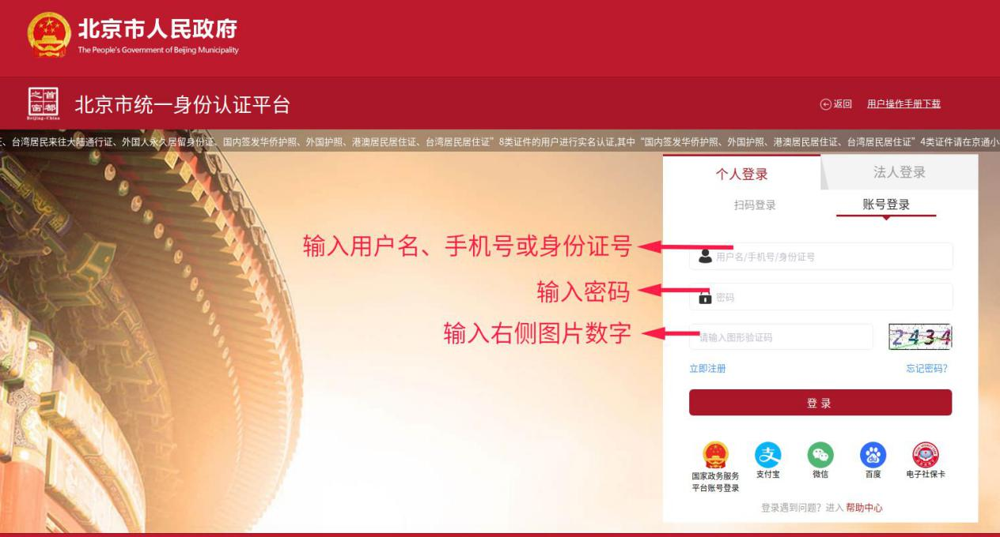 北京市人民政府
The People's Government of Beijing Municipality
首都之窗
Beijing-China
北京市统一身份认证平台
返回 用户操作手册下载
、台湾居民来往大陆通行证、外国人永久居留身份证、国内签发华侨护照、外国护照、港澳居民居住证、台湾居民居住证”8类证件的用户进行实名认证,其中“国内签发华侨护照、外国护照、港澳居民居住证、台湾居民居住证”4类证件请在京通小
个人登录 法人登录
扫码登录 账号登录
输入用户名、手机号或身份证号
用户名/手机号/身份证号
输入密码
密码
输入右侧图片数字
请输入图形验证码
2434
立即注册 忘记密码?
登录
国家政务服务平台账号登录
支付宝
微信
百度
电子社保卡
登录遇到问题? 进入 帮助中心